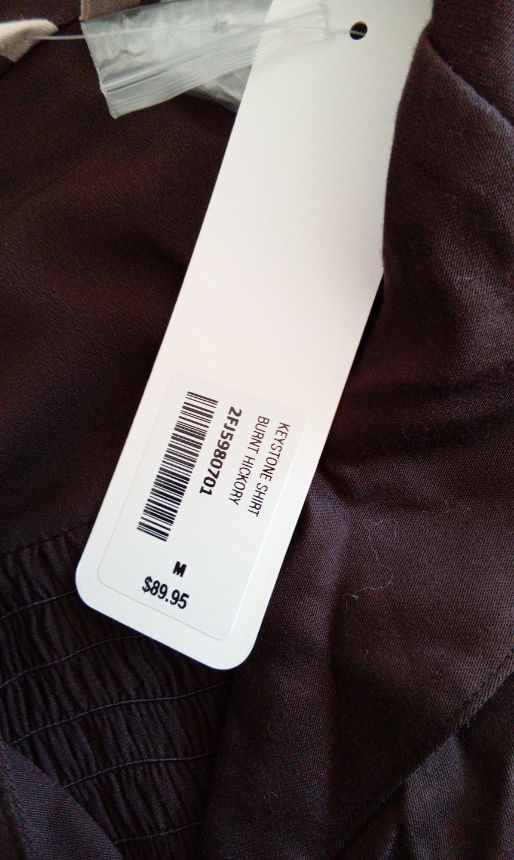 KEYSTONE SHIRT
BURNT HICKORY
2FJ5980701
M
$89.95